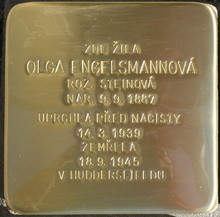 ZDE ŽILA
OLGA ENGELSMANNOVÁ
ROZ. STEINOVÁ
NAR. 9. 9. 1887
UPRCHLA PŘED NACISTY
14. 3. 1939
ZEMŘELA
18. 9. 1945
V HUDDERSFIELDU